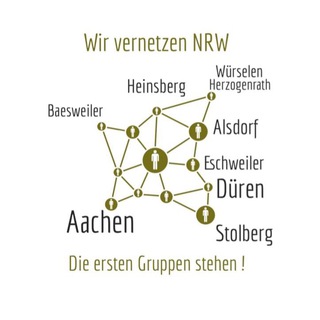 Wir vernetzen NRW
Würselen
Heinsberg
Herzogenrath
Baesweiler
Alsdorf
Eschweiler
Düren
Aachen
Stolberg
Die ersten Gruppen stehen !